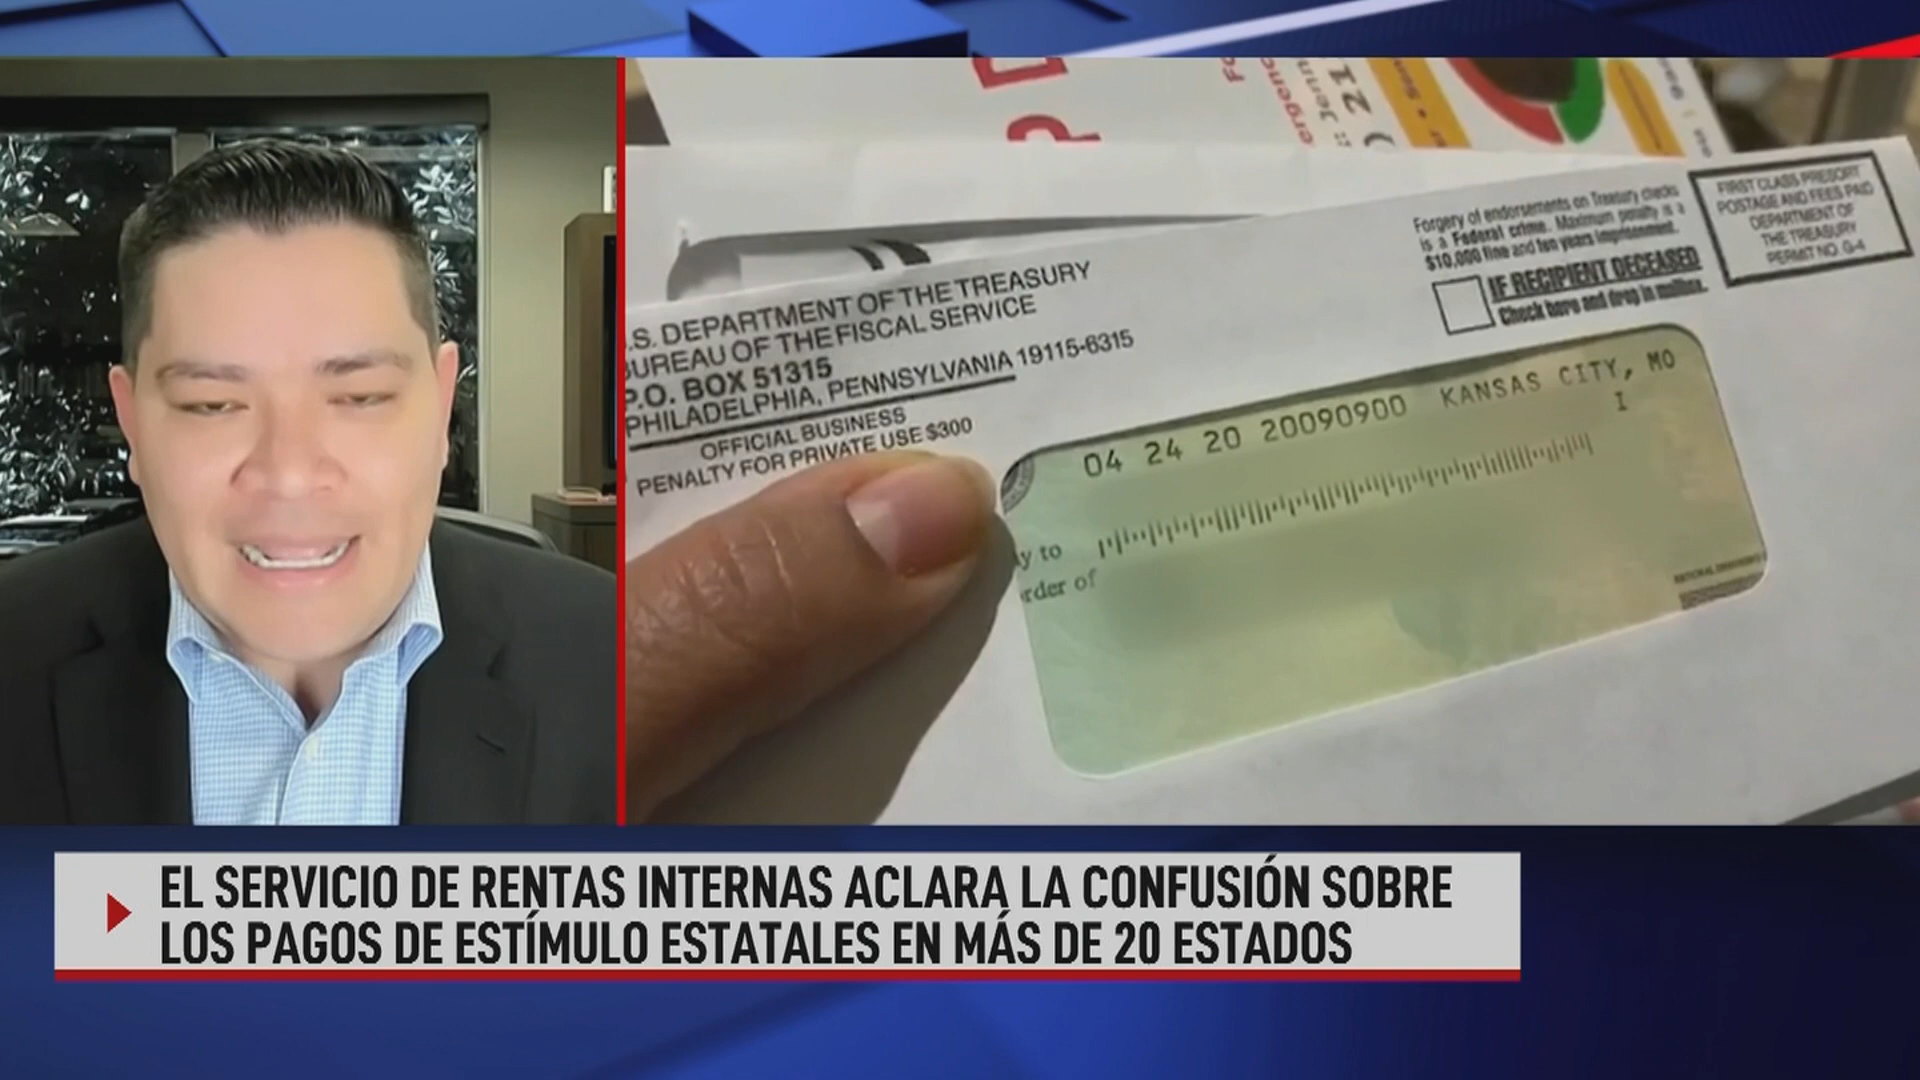 U.S. DEPARTMENT OF THE TREASURY
BUREAU OF THE FISCAL SERVICE
P.O. BOX 51315
PHILADELPHIA, PENNSYLVANIA 19115-6315
OFFICIAL BUSINESS
PENALTY FOR PRIVATE USE $300
Forgery of endorsements on Treasury checks
is a Federal crime. Maximum penalty is a
$10,000 fine and ten years imprisonment.
IF RECIPIENT DECEASED
Check here and drop in mailbox.
FIRST CLASS PRESORT
POSTAGE AND FEES PAID
DEPARTMENT OF
THE TREASURY
PERMIT NO. G-4
04 24 20 20090900 KANSAS CITY, MO
I
y to
rder of
EL SERVICIO DE RENTAS INTERNAS ACLARA LA CONFUSIÓN SOBRE
LOS PAGOS DE ESTÍMULO ESTATALES EN MÁS DE 20 ESTADOS